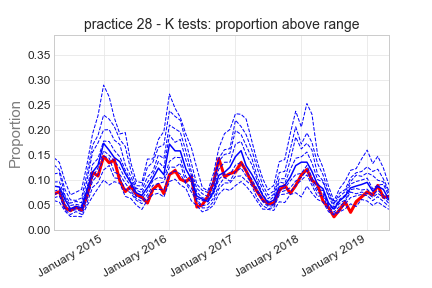 practice 28 - K tests: proportion above range
Proportion
0.35
0.30
0.25
0.20
0.15
0.10
0.05
0.00
January 2015
January 2016
January 2017
January 2018
January 2019